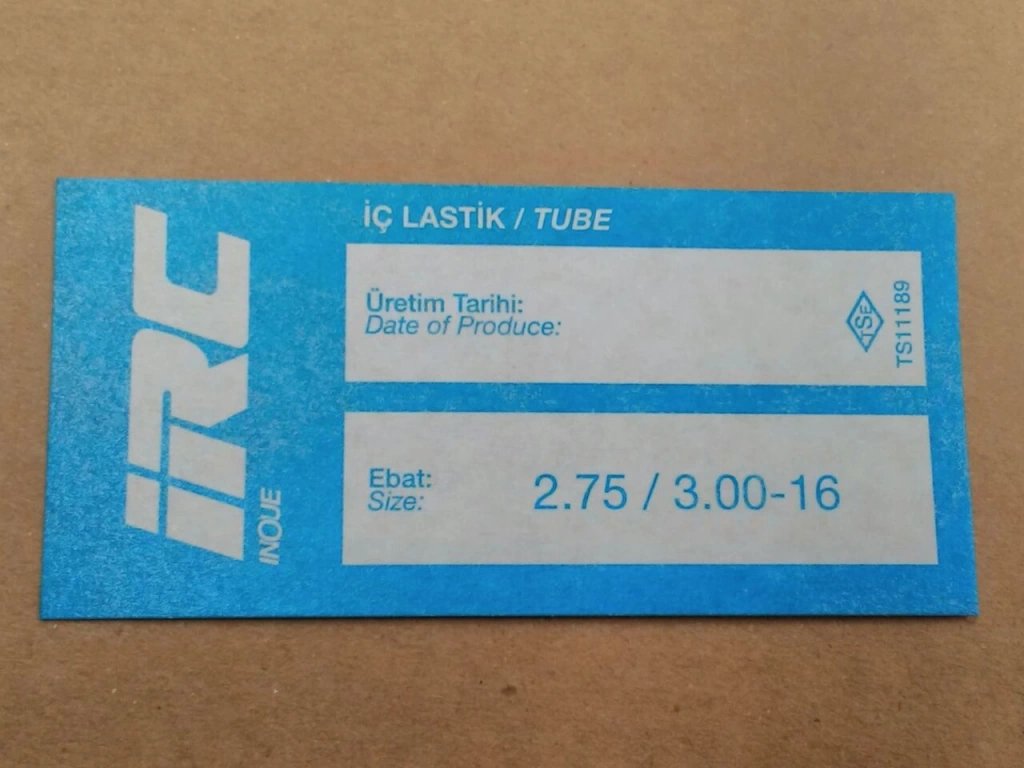 iRC
INOUE
İÇ LASTİK / TUBE
Üretim Tarihi:
Date of Produce:
TSE
TS11189
Ebat:
Size:
2.75 / 3.00-16